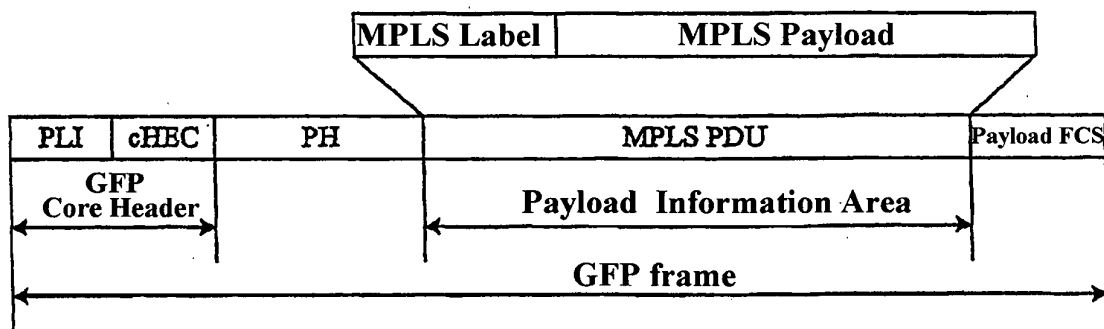 MPLS Label MPLS Payload
PLI cHEC PH MPLS PDU Payload FCS
GFP
Core Header
Payload Information Area
GFP frame